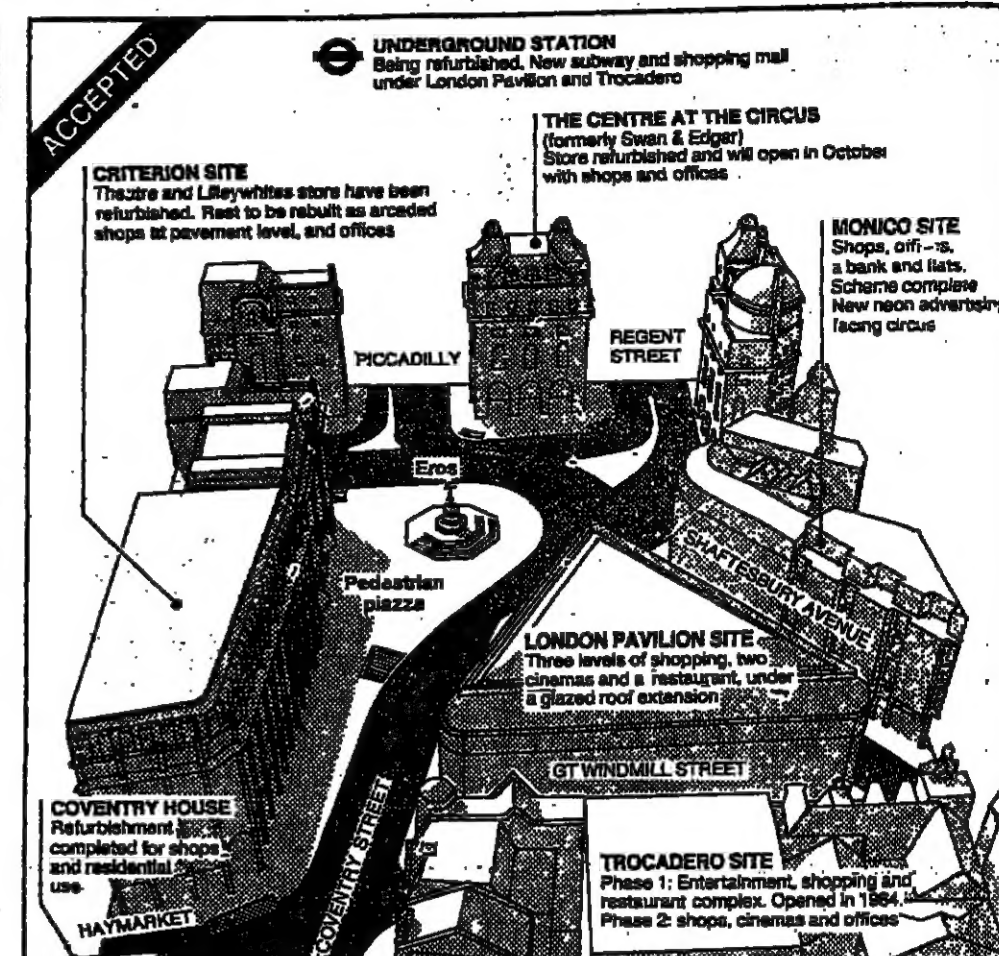 ACCEPTED
UNDERGROUND STATION
Being refurbished. New subway and shopping mall
under London Pavilion and Trocadero
THE CENTRE AT THE CIRCUS
(formerly Swan & Edgar)
Store refurbished and will open in October
with shops and offices
CRITERION SITE
Theatre and Lilleywhites store have been
refurbished. Rest to be rebuilt as arcaded
shops at pavement level, and offices
MONICO SITE
Shops,
a bank and flats.
Scheme complete
New neon advertising
facing circus
PICCADILLY
REGENT
STREET
Eros
Pedestrian
piazza
SHAFTESBURY AVENUE
LONDON PAVILION SITE
Three levels of shopping, two
cinemas and a restaurant, under
a glazed roof extension
GT WINDMILL STREET
COVENTRY HOUSE
Refurbishment
completed for shops
and residential
use
HAYMARKET
COVENTRY STREET
TROCADERO SITE
Phase 1: Entertainment, shopping and
restaurant complex. Opened in 1984.
Phase 2: shops, cinemas and offices